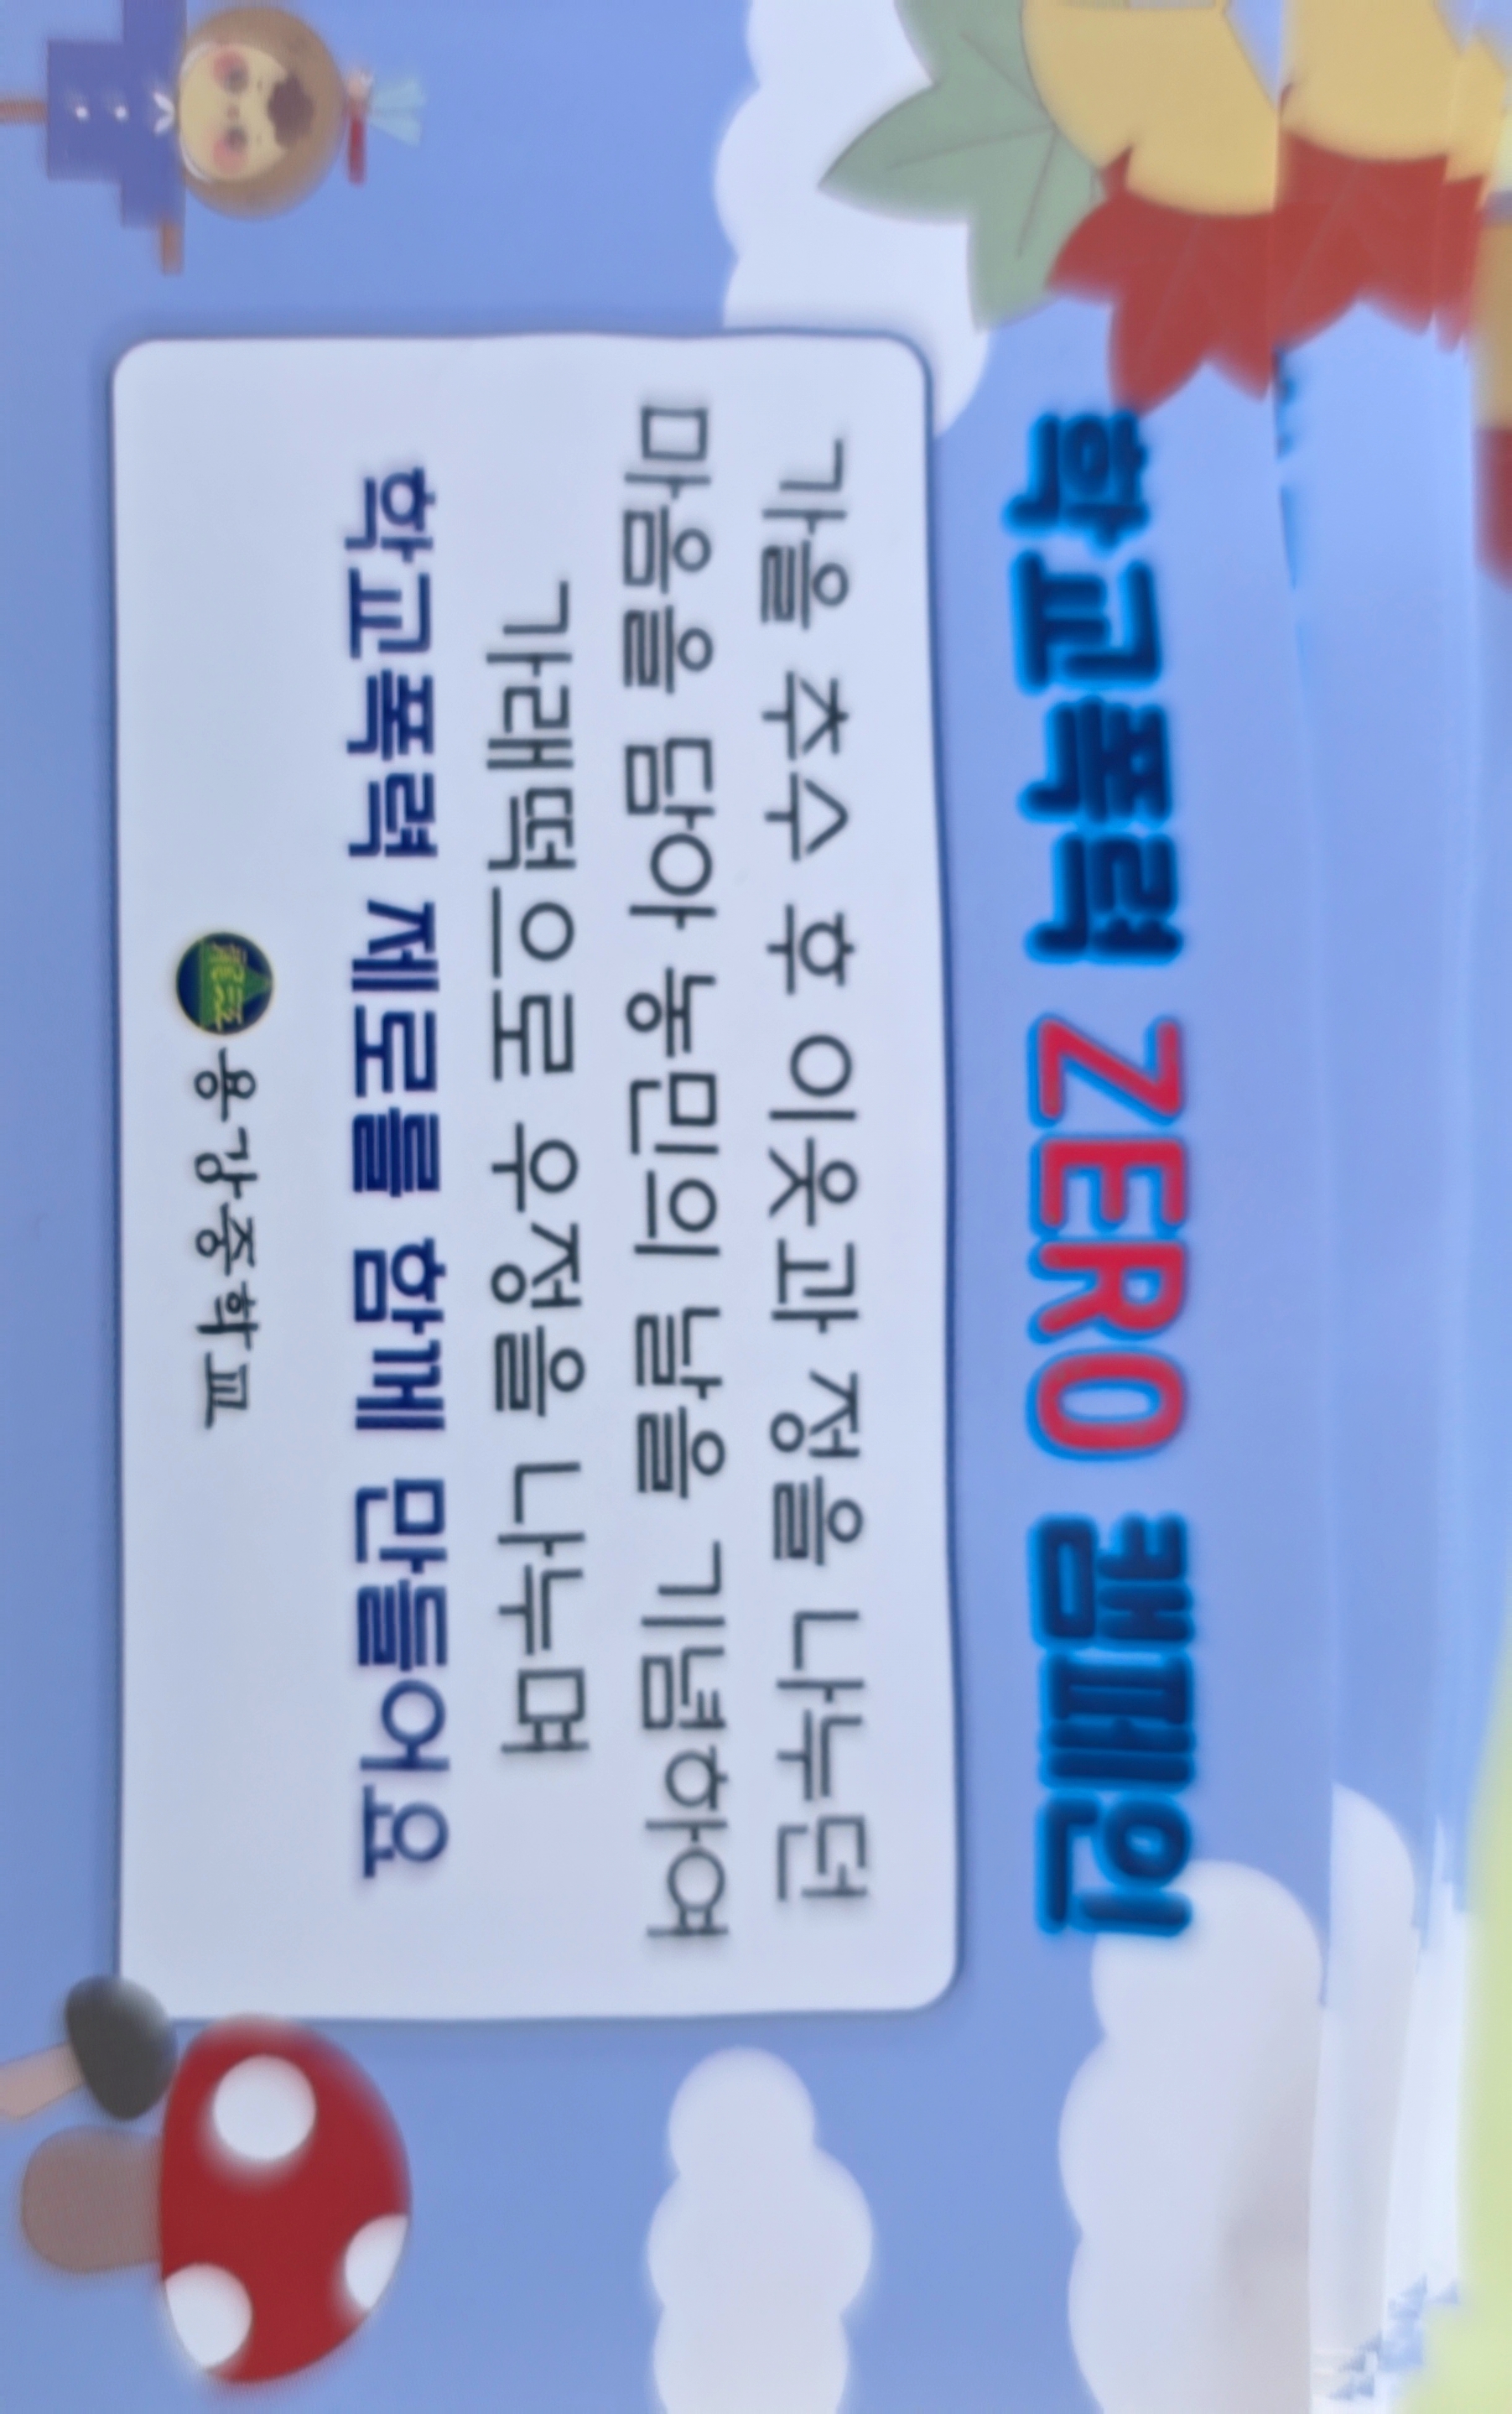 학교폭력 ZERO 캠페인
가을 추수 후 이웃과 정을 나누던
마음을 담아 농민의 날을 기념하여
가래떡으로 우정을 나누며
학교폭력 제로를 함께 만들어요
용강중학교